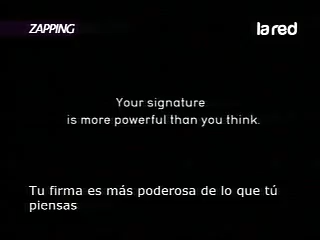 ZAPPING
la red
Your signature
is more powerful than you think.
Tu firma es más poderosa de lo que tú
piensas